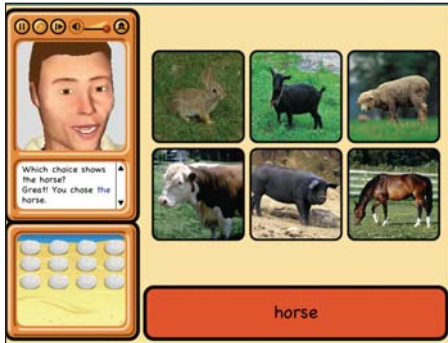 Which choice shows
the horse?
Great! You chose the
horse.
horse